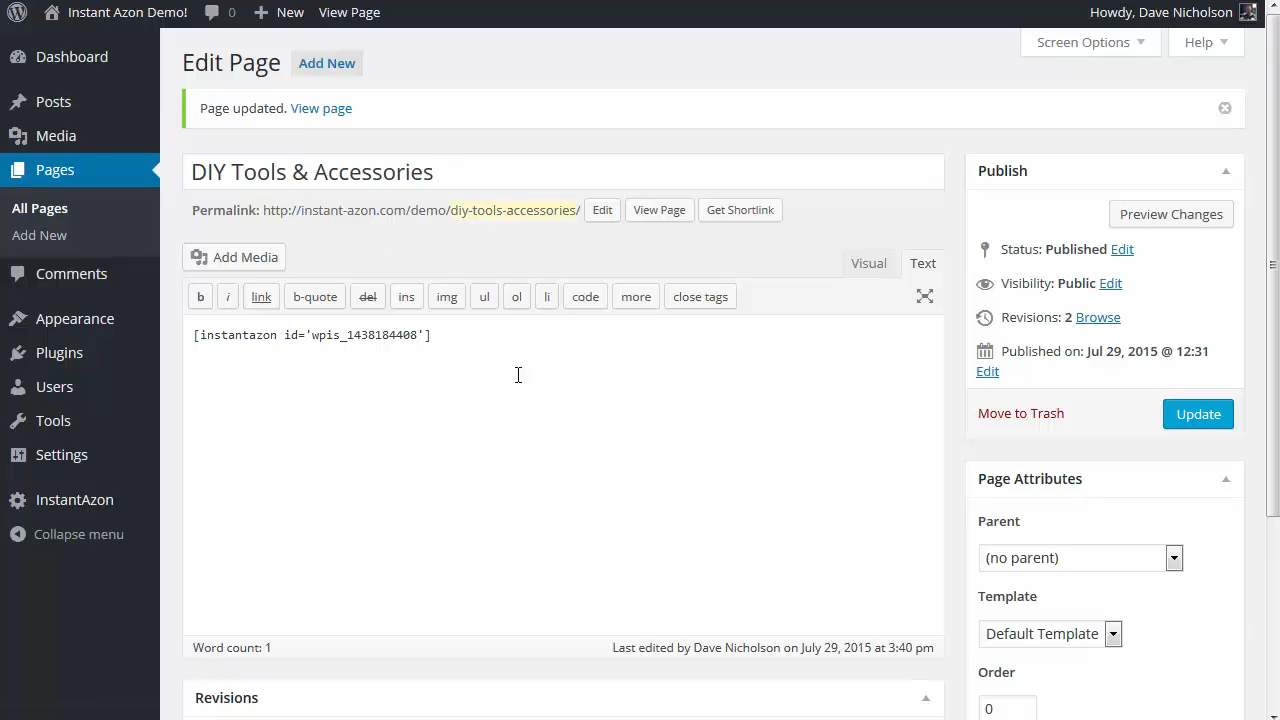 Instant Azon Demo! 0 New View Page Howdy, Dave Nicholson
Screen Options Help
Dashboard
Posts
Media
Pages
All Pages
Add New
Comments
Appearance
Plugins
Users
Tools
Settings
InstantAzon
Collapse menu
Edit Page Add New
Page updated. View page
DIY Tools & Accessories
Permalink: http://instant-azon.com/demo/diy-tools-accessories/ Edit View Page Get Shortlink
Add Media Visual Text
b i link b-quote del ins img ul ol li code more close tags
[instantazon id='wpis_1438184408']
Word count: 1 Last edited by Dave Nicholson on July 29, 2015 at 3:40 pm
Revisions
Publish
Preview Changes
Status: Published Edit
Visibility: Public Edit
Revisions: 2 Browse
Published on: Jul 29, 2015 @ 12:31
Edit
Move to Trash Update
Page Attributes
Parent
(no parent)
Template
Default Template
Order
0